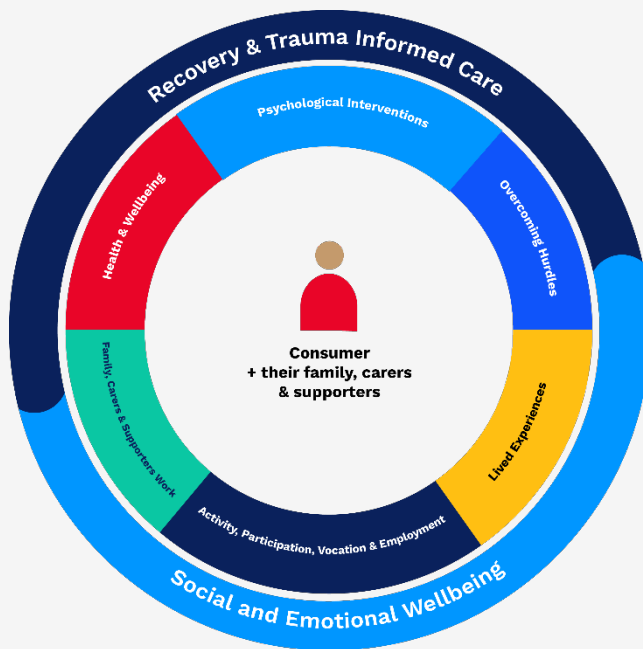 Recovery & Trauma Informed Care
Psychological Interventions
Health & Wellbeing
Overcoming Hurdles
Consumer
+ their family, carers
& supporters
Family, Carers & Supporters Work
Lived Experiences
Activity, Participation, Vocation & Employment
Social and Emotional Wellbeing